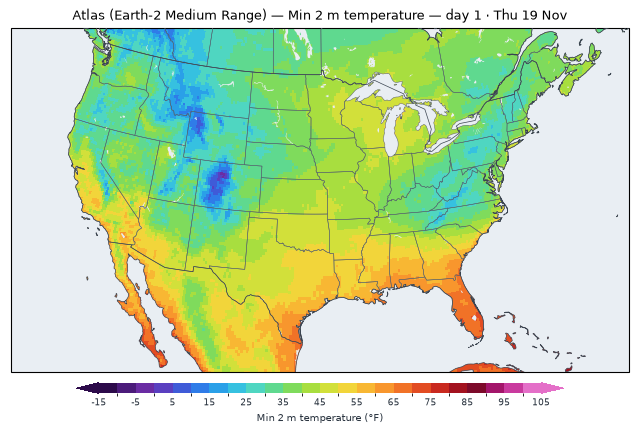 Atlas (Earth-2 Medium Range) — Min 2 m temperature — day 1 · Thu 19 Nov
-15 -5 5 15 25 35 45 55 65 75 85 95 105
Min 2 m temperature (°F)